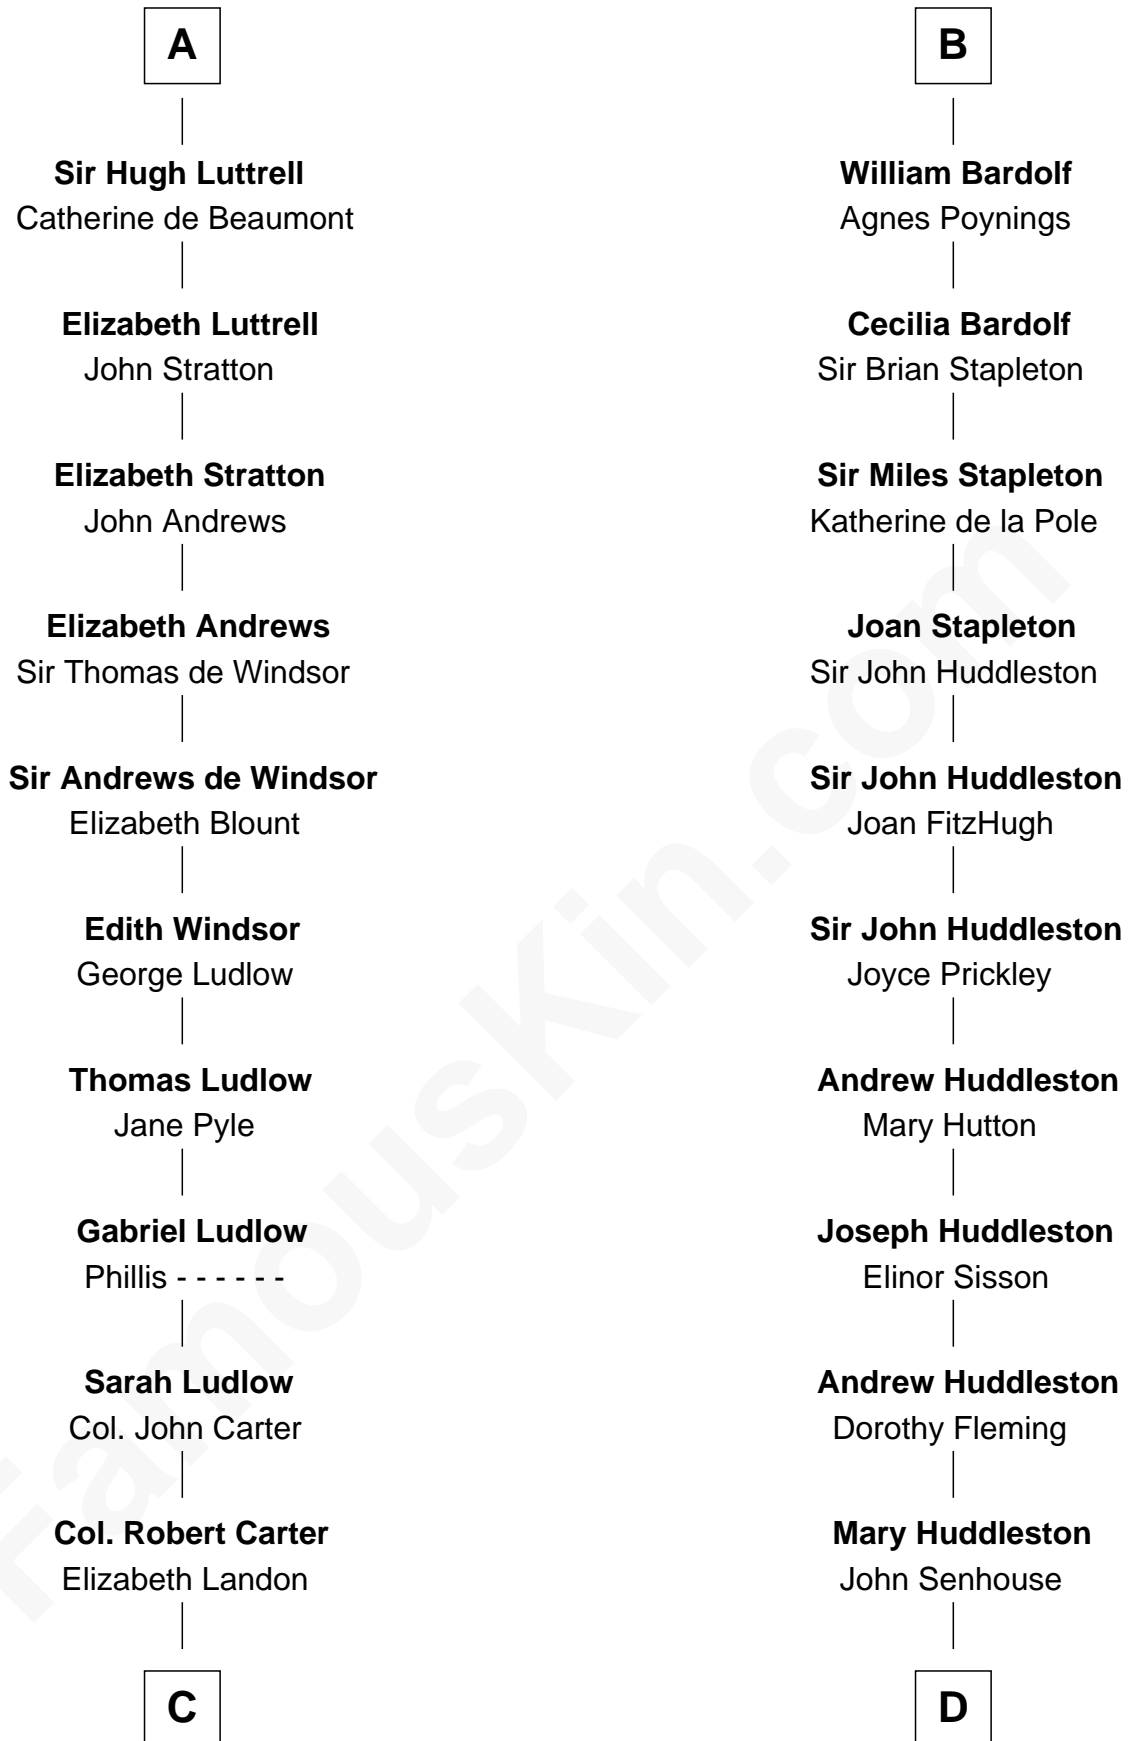 A
Sir Hugh Luttrell
Catherine de Beaumont
Elizabeth Luttrell
John Stratton
Elizabeth Stratton
John Andrews
Elizabeth Andrews
Sir Thomas de Windsor
Sir Andrews de Windsor
Elizabeth Blount
Edith Windsor
George Ludlow
Thomas Ludlow
Jane Pyle
Gabriel Ludlow
Phillis - - - - - -
Sarah Ludlow
Col. John Carter
Col. Robert Carter
Elizabeth Landon
C
B
William Bardolf
Agnes Poynings
Cecilia Bardolf
Sir Brian Stapleton
Sir Miles Stapleton
Katherine de la Pole
Joan Stapleton
Sir John Huddleston
Sir John Huddleston
Joan FitzHugh
Sir John Huddleston
Joyce Prickley
Andrew Huddleston
Mary Hutton
Joseph Huddleston
Elinor Sisson
Andrew Huddleston
Dorothy Fleming
Mary Huddleston
John Senhouse
D
FamousKin.com